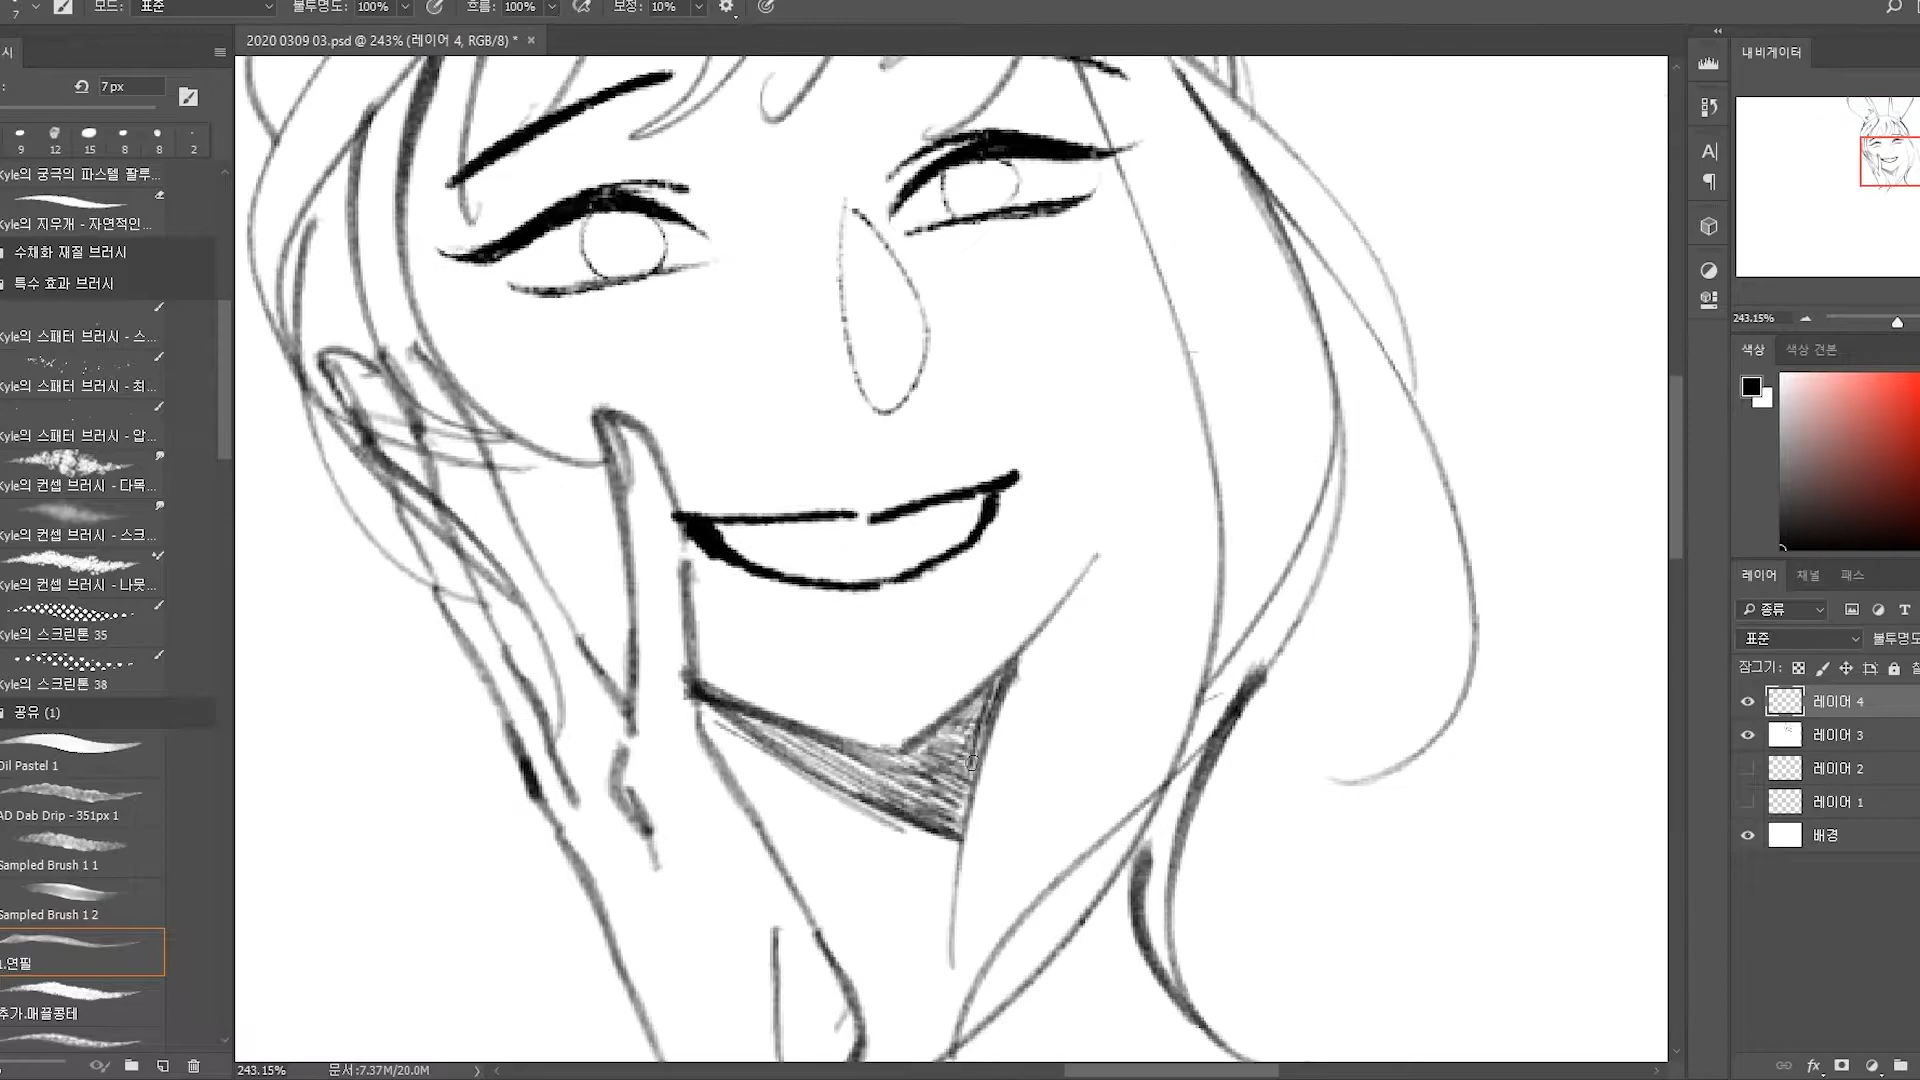 7 모드: 표준 불투명도: 100% 흐름: 100% 보정: 10%
2020 0309 03.psd @ 243% (레이어 4, RGB/8) * ×
시
: 7 px
9 12 15 8 8 2
Kyle의 궁극의 파스텔 팔루...
Kyle의 지우개 - 자연적인...
수채화 재질 브러시
특수 효과 브러시
Kyle의 스패터 브러시 - 스...
Kyle의 스패터 브러시 - 최...
Kyle의 스패터 브러시 - 압...
Kyle의 컨셉 브러시 - 다목...
Kyle의 컨셉 브러시 - 스크...
Kyle의 컨셉 브러시 - 나뭇...
Kyle의 스크린톤 35
Kyle의 스크린톤 38
공유 (1)
Oil Pastel 1
AD Dab Drip - 351px 1
Sampled Brush 1 1
Sampled Brush 1 2
1.연필
추가.매끌콩테
243.15% 문서:7.37M/20.0M
내비게이터
243.15%
색상 색상 견본
레이어 채널 패스
종류
표준 불투명도
잠그기:
레이어 4
레이어 3
레이어 2
레이어 1
배경
fx